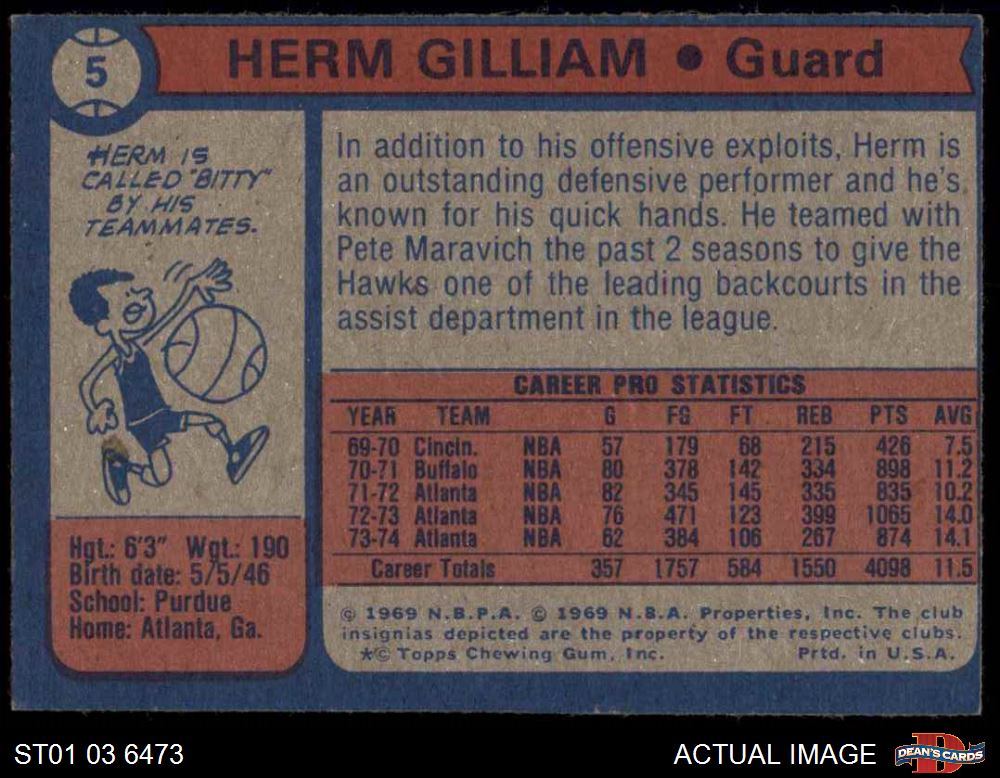 5
HERM GILLIAM • Guard
HERM IS
CALLED "BITTY"
BY HIS
TEAMMATES.
In addition to his offensive exploits, Herm is
an outstanding defensive performer and he's
known for his quick hands. He teamed with
Pete Maravich the past 2 seasons to give the
Hawks one of the leading backcourts in the
assist department in the league.
CAREER PRO STATISTICS
YEAR TEAM G FG FT REB PTS AVG
69-70 Cincin. NBA 57 179 68 215 426 7.5
70-71 Buffalo NBA 80 378 142 334 898 11.2
71-72 Atlanta NBA 82 345 145 335 835 10.2
72-73 Atlanta NBA 76 471 123 399 1065 14.0
73-74 Atlanta NBA 62 384 106 267 874 14.1
Career Totals 357 1757 584 1550 4098 11.5
Hgt.: 6'3" Wgt.: 190
Birth date: 5/5/46
School: Purdue
Home: Atlanta, Ga.
© 1969 N.B.P.A. © 1969 N.B.A. Properties, Inc. The club
insignias depicted are the property of the respective clubs.
*© Topps Chewing Gum, Inc. Prtd. in U.S.A.
ST01 03 6473
ACTUAL IMAGE
D
DEAN'S CARDS